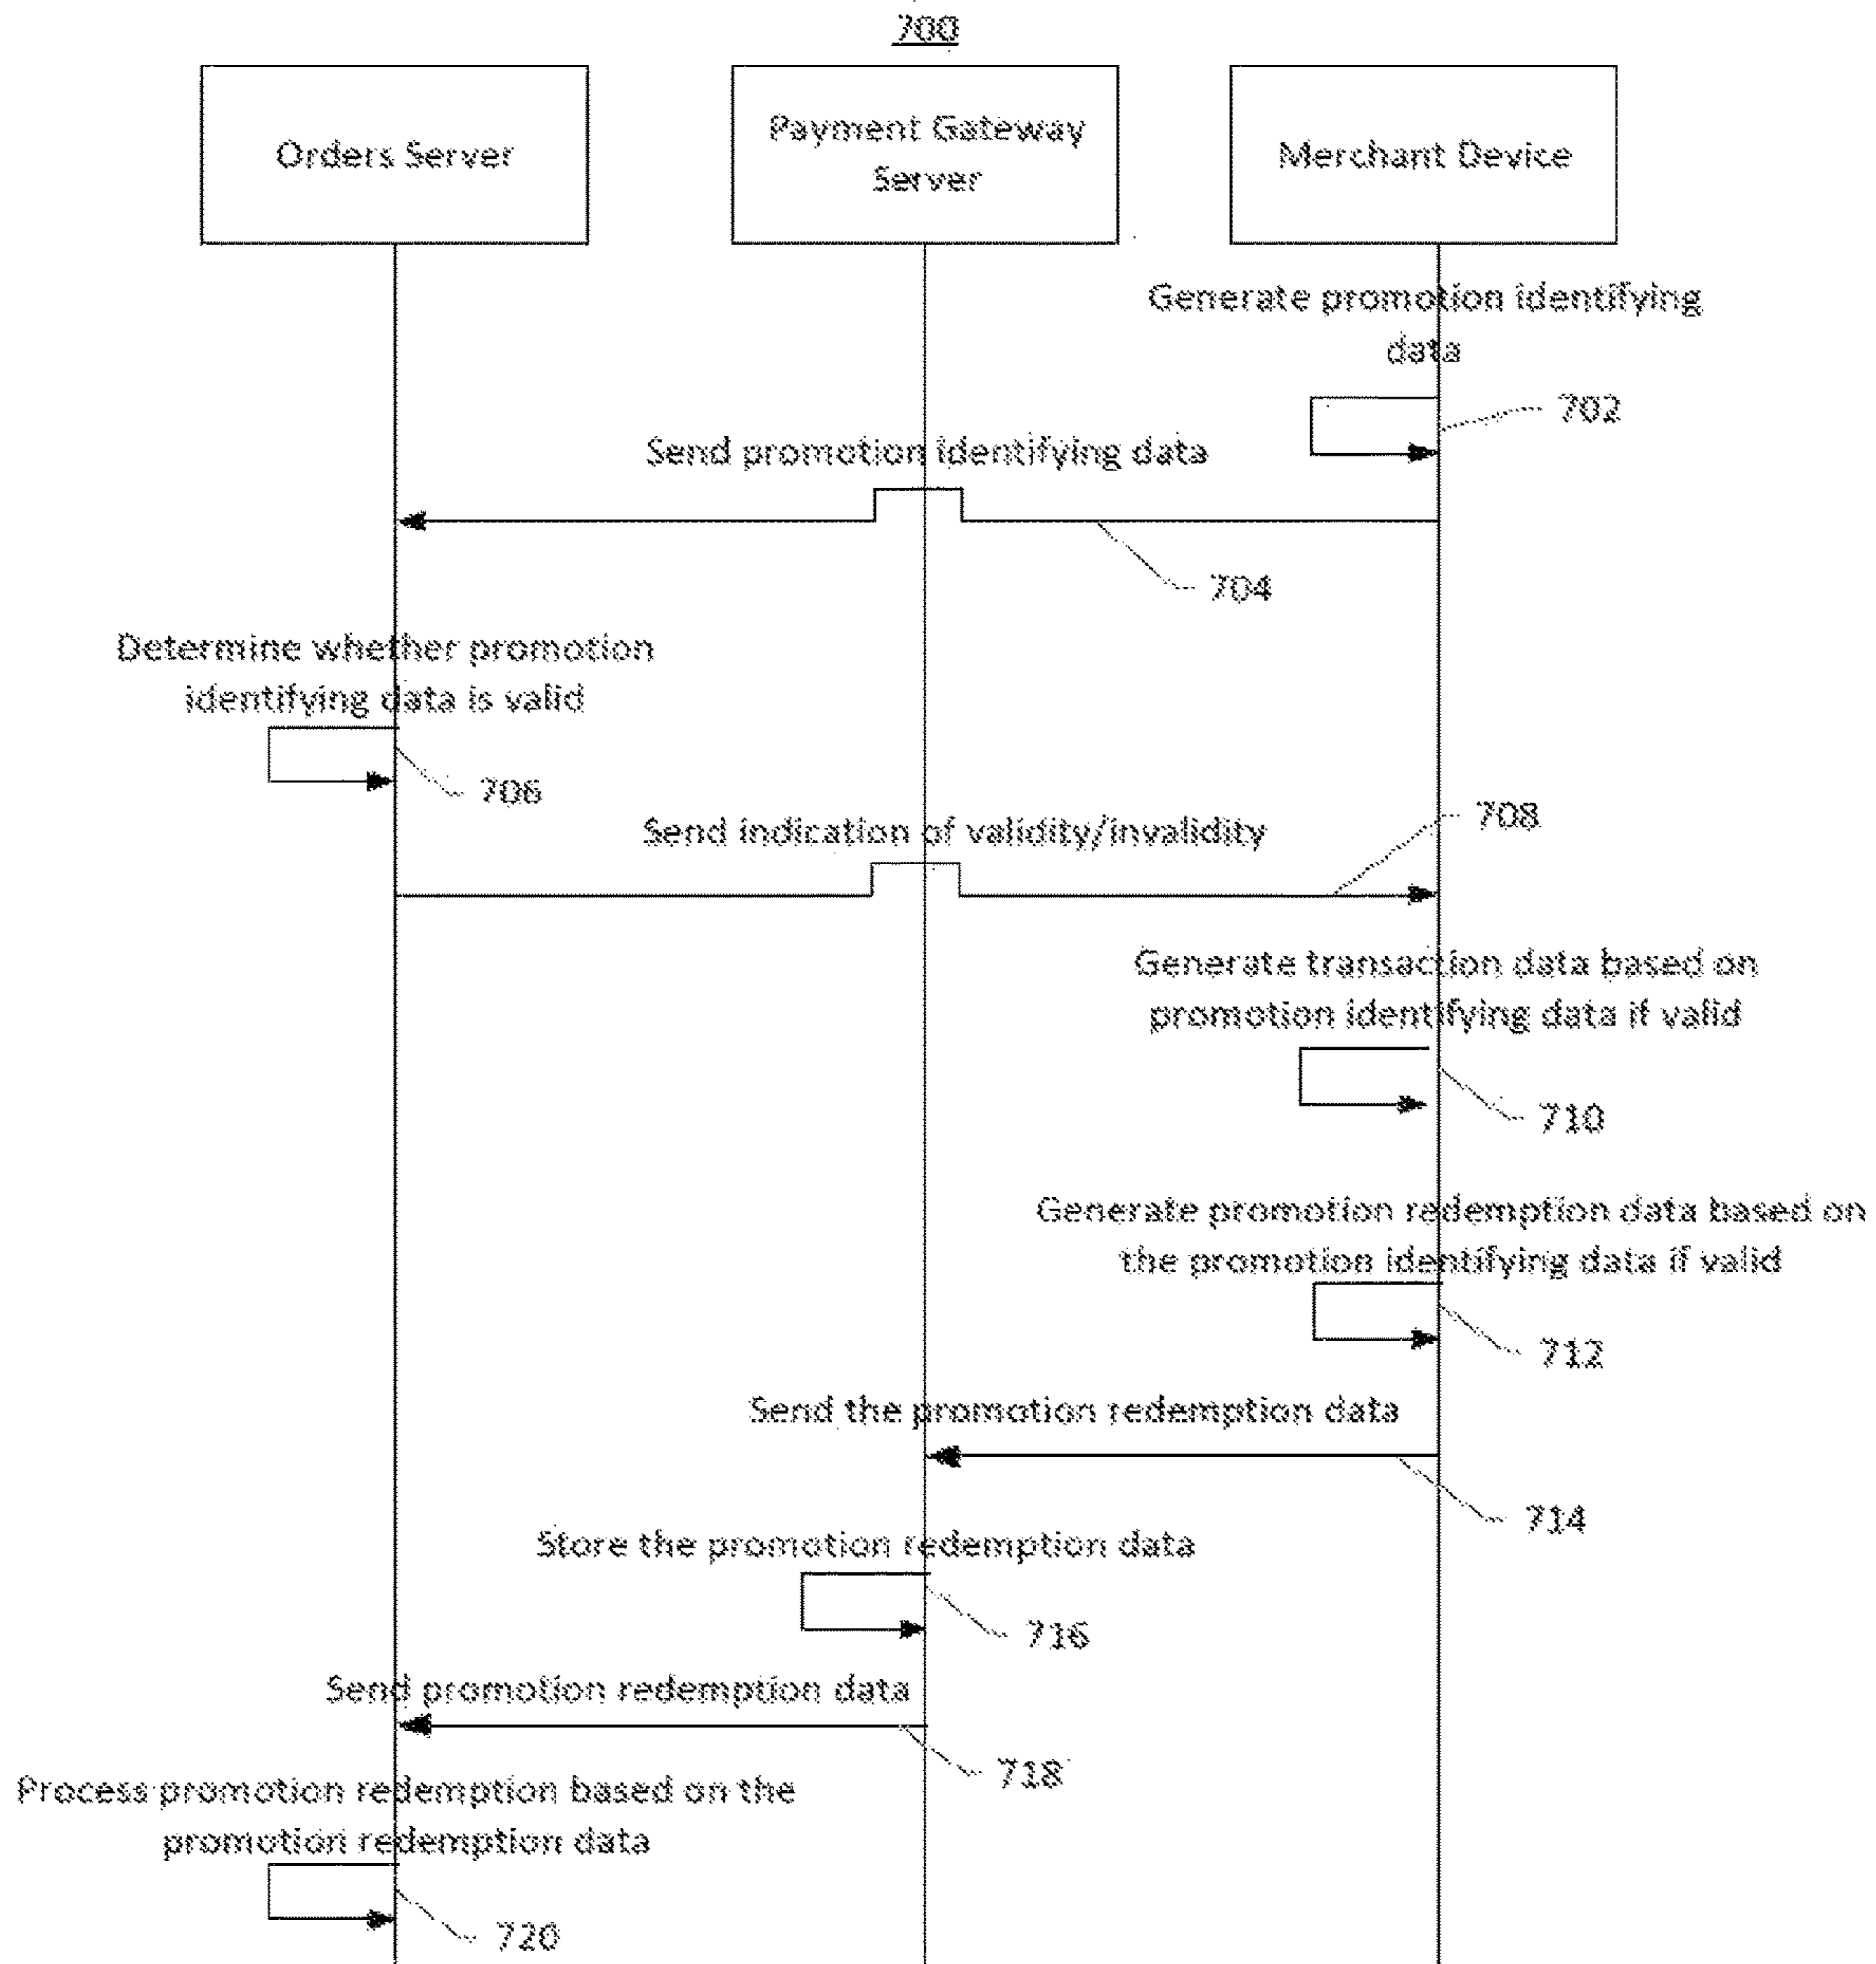 700
Orders Server
Payment Gateway
Server
Merchant Device
Generate promotion identifying
data
702
Send promotion identifying data
704
Determine whether promotion
identifying data is valid
706
Send indication of validity/invalidity
708
Generate transaction data based on
promotion identifying data if valid
710
Generate promotion redemption data based on
the promotion identifying data if valid
712
Send the promotion redemption data
714
Store the promotion redemption data
716
Send promotion redemption data
718
Process promotion redemption based on the
promotion redemption data
720